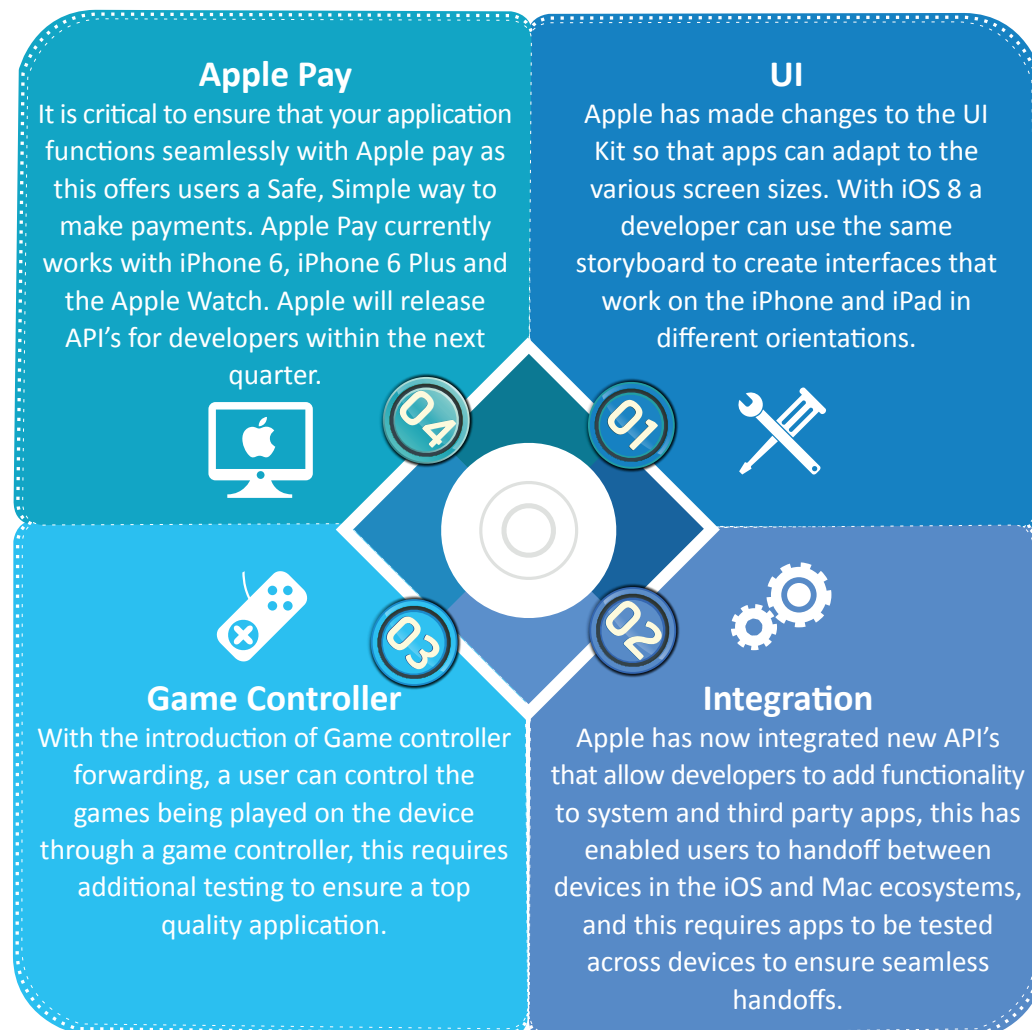 Apple Pay
It is critical to ensure that your application
functions seamlessly with Apple pay as
this offers users a Safe, Simple way to
make payments. Apple Pay currently
works with iPhone 6, iPhone 6 Plus and
the Apple Watch. Apple will release
API's for developers within the next
quarter.
04
UI
Apple has made changes to the UI
Kit so that apps can adapt to the
various screen sizes. With iOS 8 a
developer can use the same
storyboard to create interfaces that
work on the iPhone and iPad in
different orientations.
01
03
Game Controller
With the introduction of Game controller
forwarding, a user can control the
games being played on the device
through a game controller, this requires
additional testing to ensure a top
quality application.
02
Integration
Apple has now integrated new API's
that allow developers to add functionality
to system and third party apps, this has
enabled users to handoff between
devices in the iOS and Mac ecosystems,
and this requires apps to be tested
across devices to ensure seamless
handoffs.